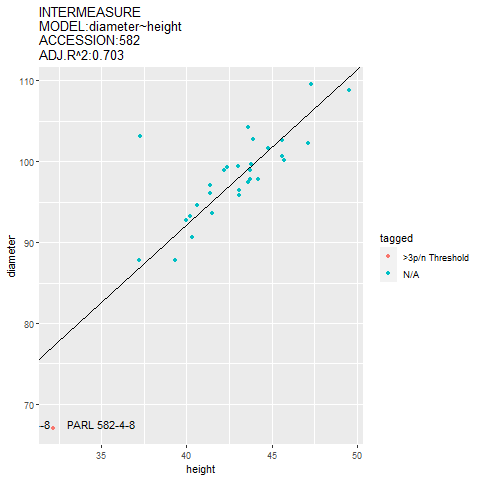 INTERMEASURE
MODEL:diameter~height
ACCESSION:582
ADJ.R^2:0.703
110
100
90
80
70
diameter
-8
PARL 582-4-8
35
40
45
50
height
tagged
>3p/n Threshold
N/A